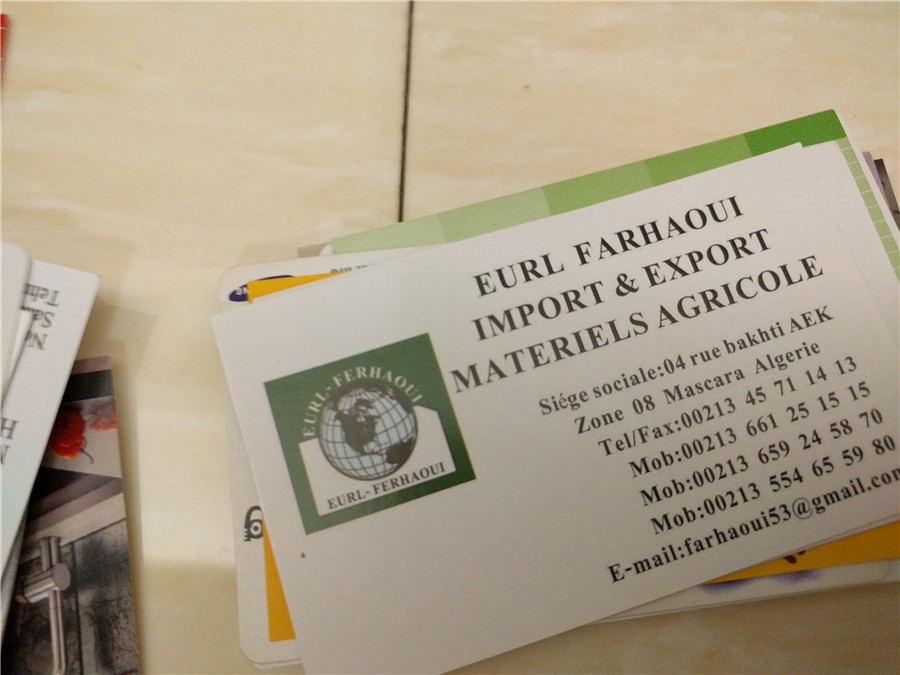 EURL FARHAOUI
IMPORT & EXPORT
MATERIELS AGRICOLE
Siége sociale:04 rue bakhti AEK
Zone 08 Mascara Algerie
Tel/Fax:00213 45 71 14 13
Mob:00213 661 25 15 15
Mob:00213 659 24 58 70
Mob:00213 554 65 59 80
E-mail:farhaoui53@gmail.com
EURL-FERHAOUI
EURL-FERHAOUI